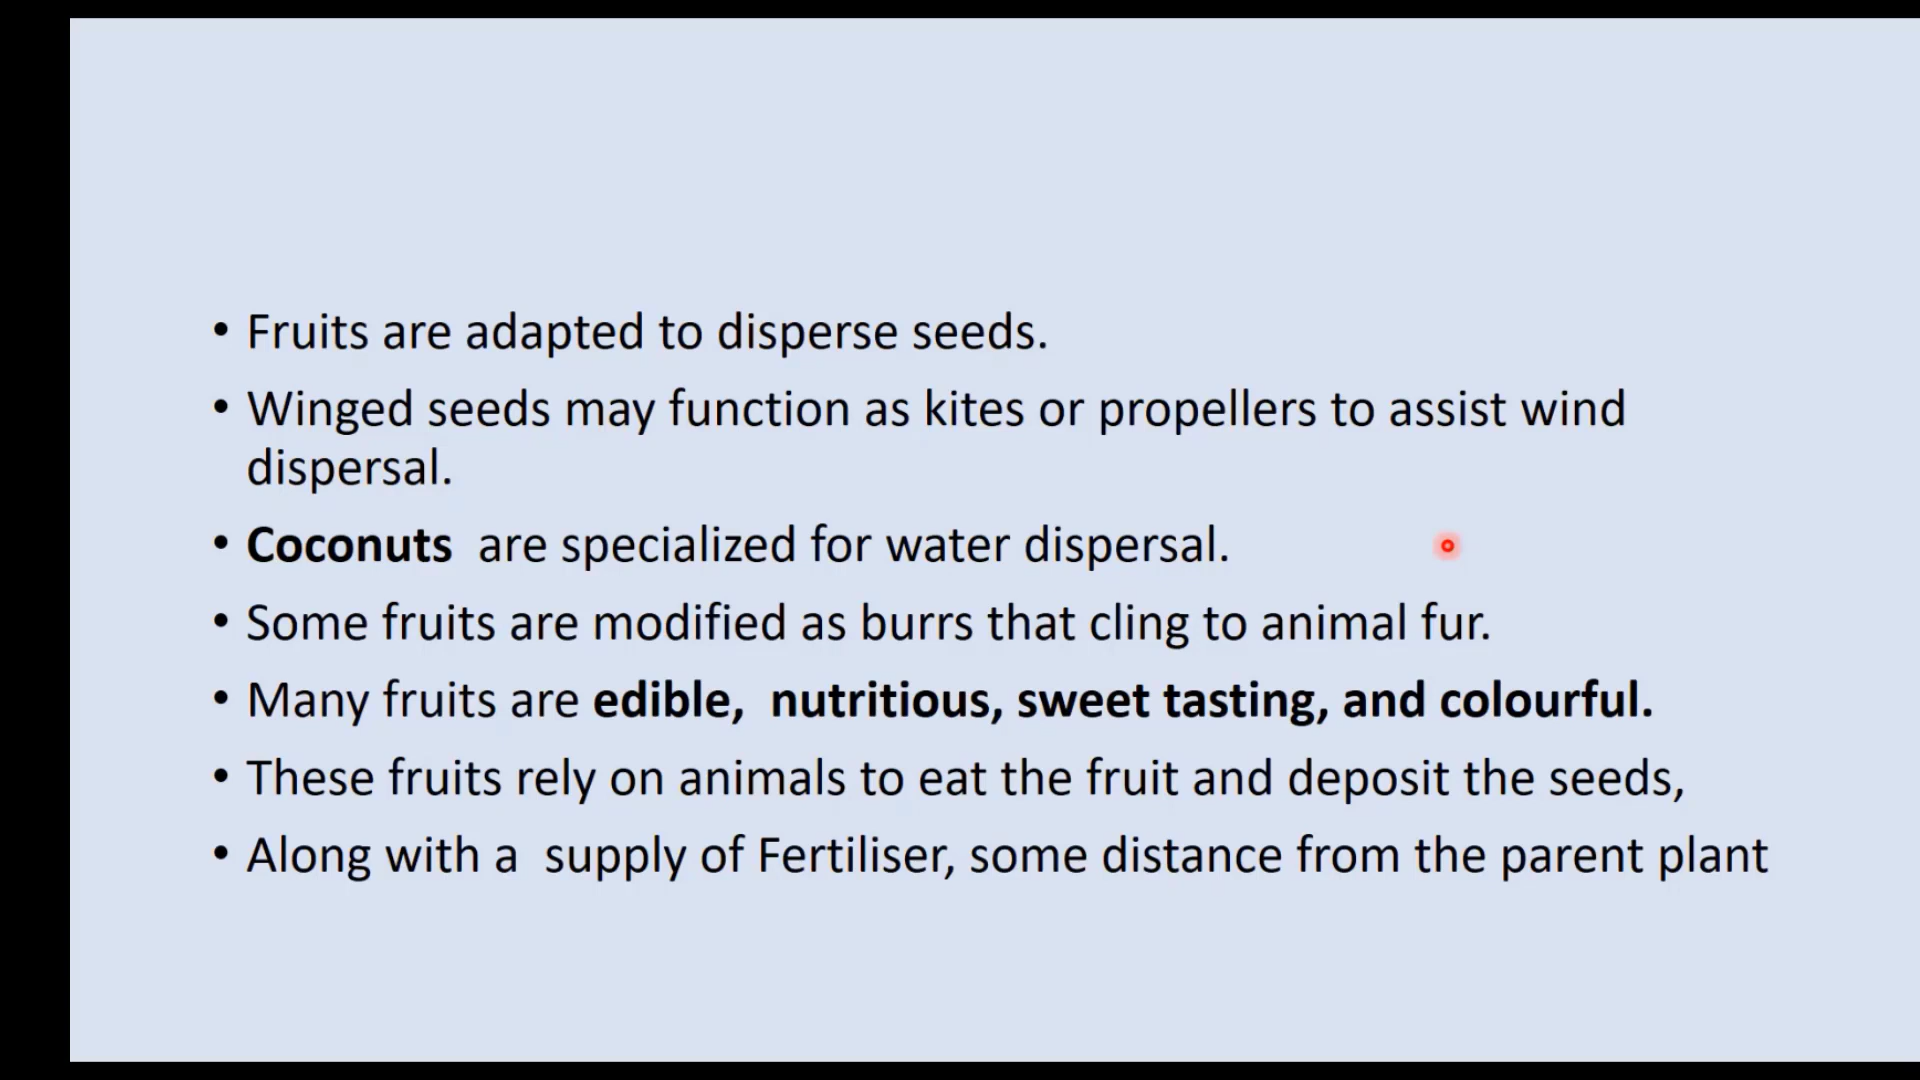 • Fruits are adapted to disperse seeds.
• Winged seeds may function as kites or propellers to assist wind
dispersal.
• Coconuts  are specialized for water dispersal.
• Some fruits are modified as burrs that cling to animal fur.
• Many fruits are edible,  nutritious, sweet tasting, and colourful.
• These fruits rely on animals to eat the fruit and deposit the seeds,
• Along with a  supply of Fertiliser, some distance from the parent plant